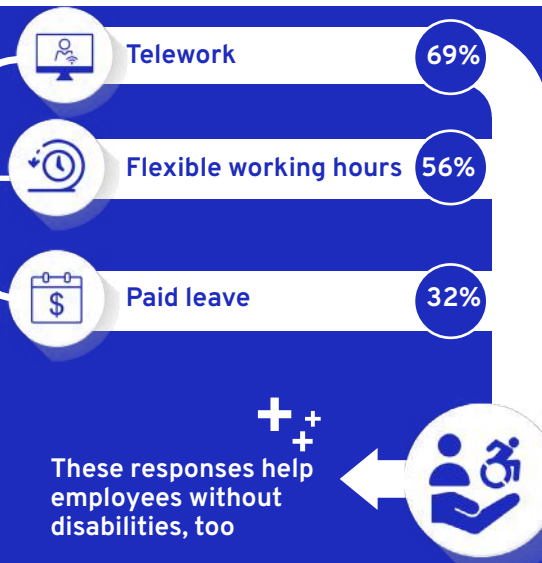 Telework 69%
Flexible working hours 56%
$
Paid leave 32%
These responses help
employees without
disabilities, too